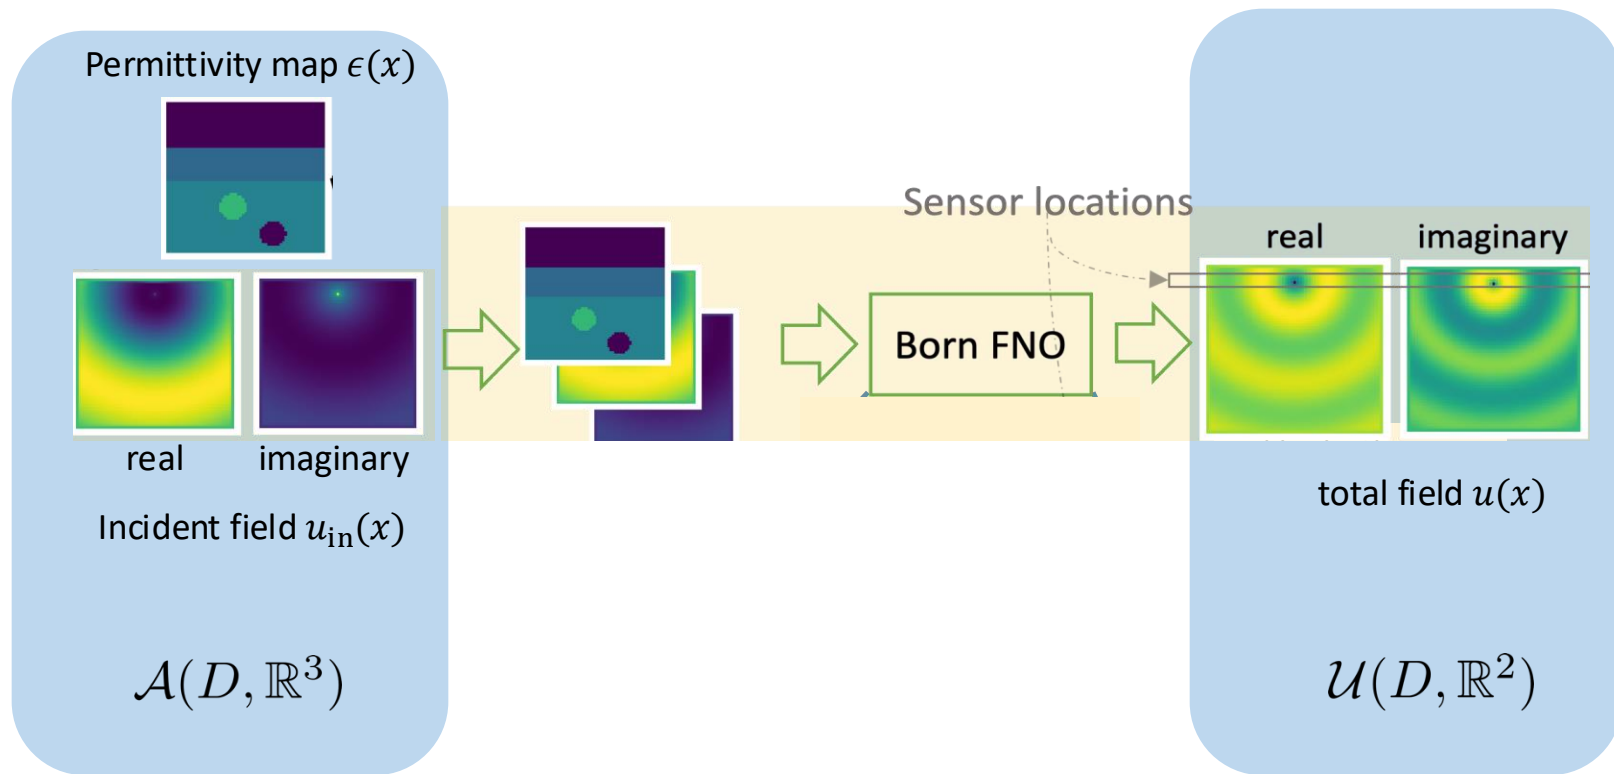 Permittivity map ϵ(x)
real imaginary
Incident field u_in(x)
𝒜(D, ℝ³)
Sensor locations
Born FNO
real imaginary
total field u(x)
𝒰(D, ℝ²)